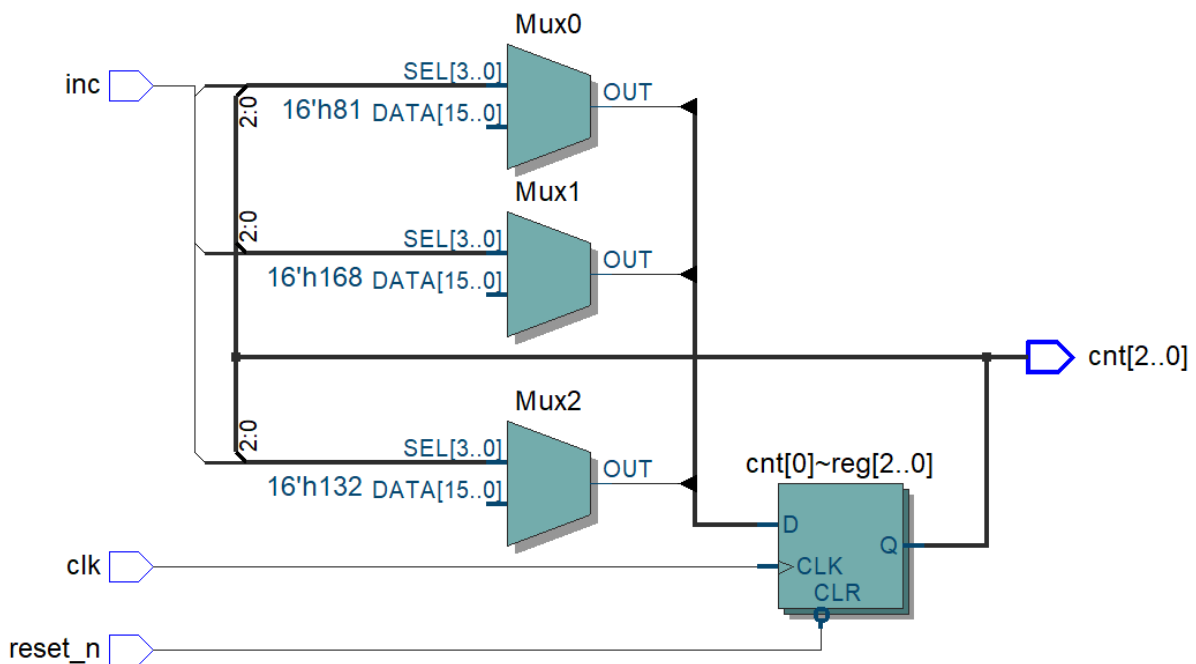 Mux0
inc
SEL[3..0]
2:0
16'h81 DATA[15..0]
OUT
Mux1
2:0
SEL[3..0]
16'h168 DATA[15..0]
OUT
cnt[2..0]
Mux2
2:0
SEL[3..0]
16'h132 DATA[15..0]
OUT
cnt[0]~reg[2..0]
D
Q
clk
CLK
CLR
reset_n